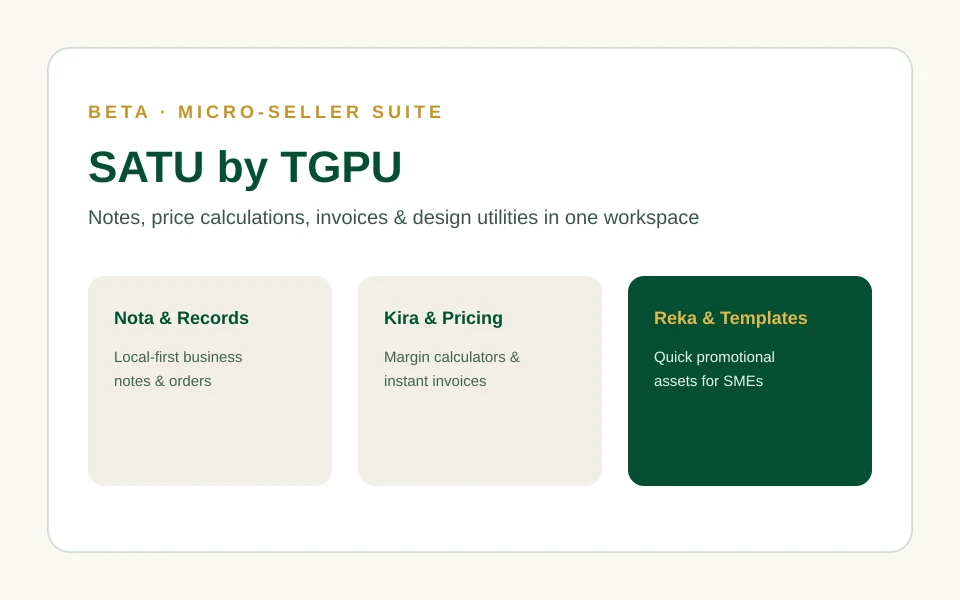 BETA · MICRO-SELLER SUITE
SATU by TGPU
Notes, price calculations, invoices & design utilities in one workspace
Nota & Records
Local-first business
notes & orders
Kira & Pricing
Margin calculators &
instant invoices
Reka & Templates
Quick promotional
assets for SMEs